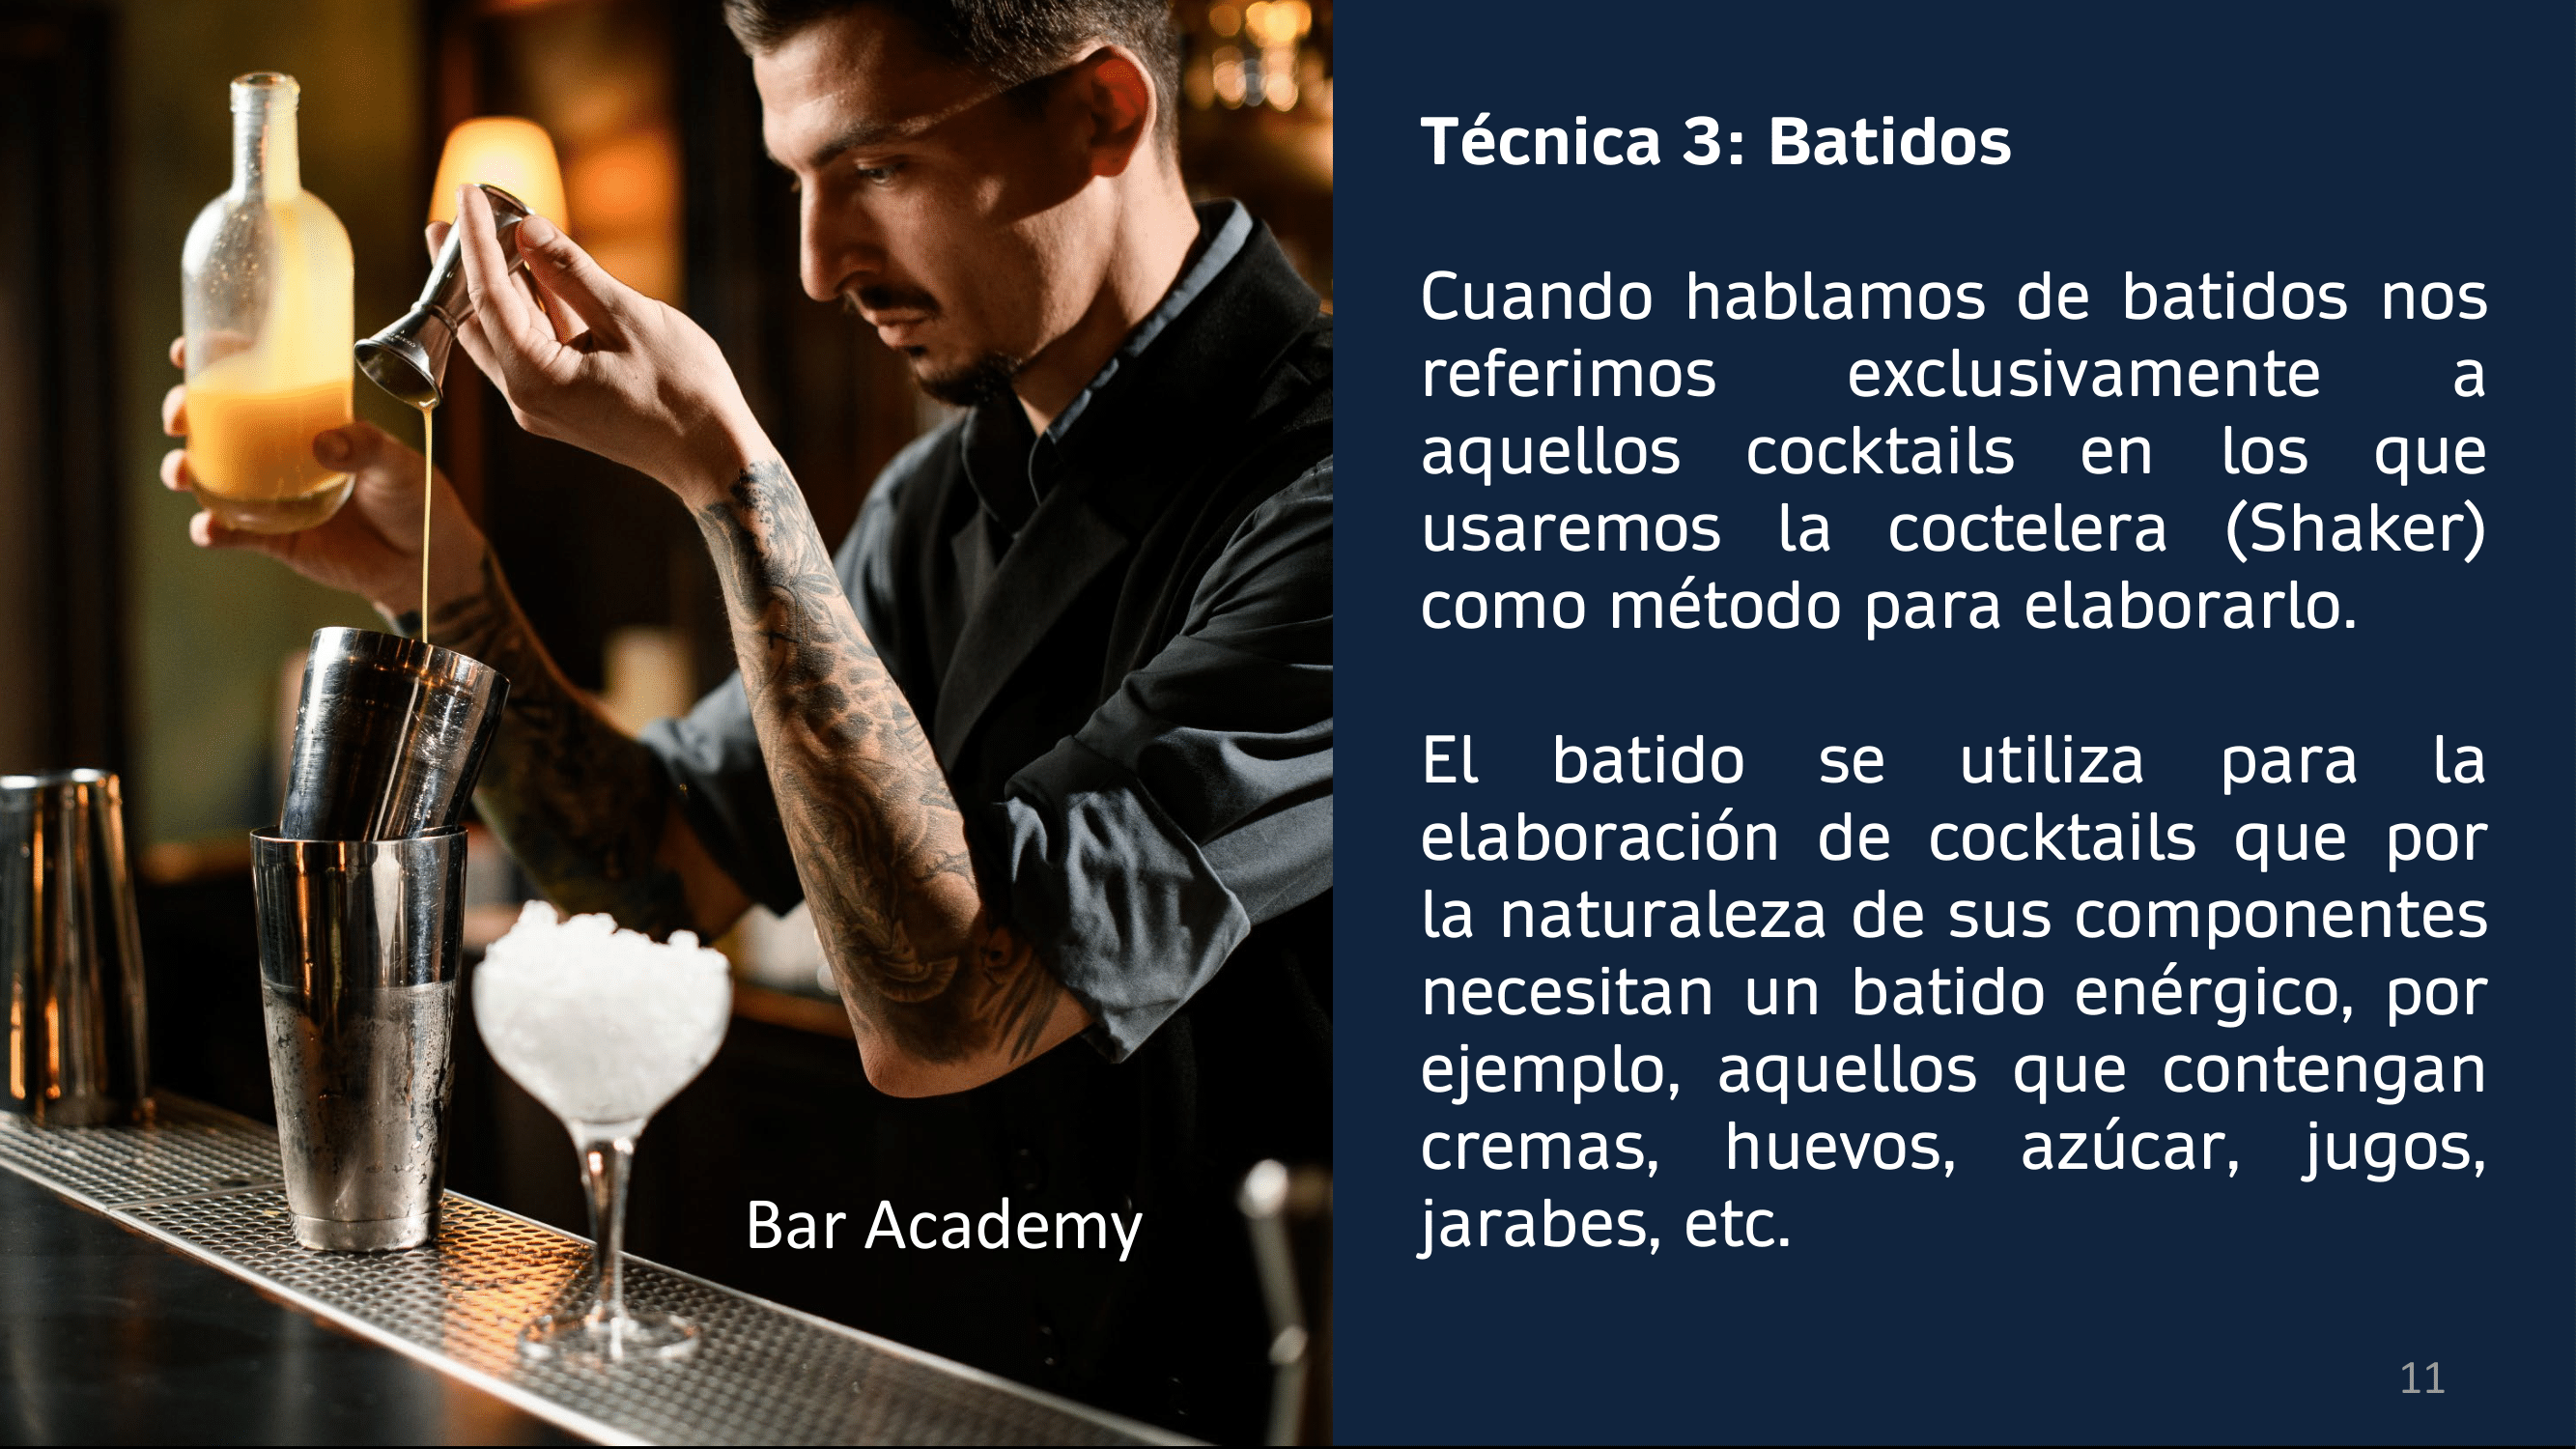 Técnica 3: Batidos
Cuando hablamos de batidos nos
referimos exclusivamente a
aquellos cocktails en los que
usaremos la coctelera (Shaker)
como método para elaborarlo.
El batido se utiliza para la
elaboración de cocktails que por
la naturaleza de sus componentes
necesitan un batido enérgico, por
ejemplo, aquellos que contengan
cremas, huevos, azúcar, jugos,
jarabes, etc.
Bar Academy
11